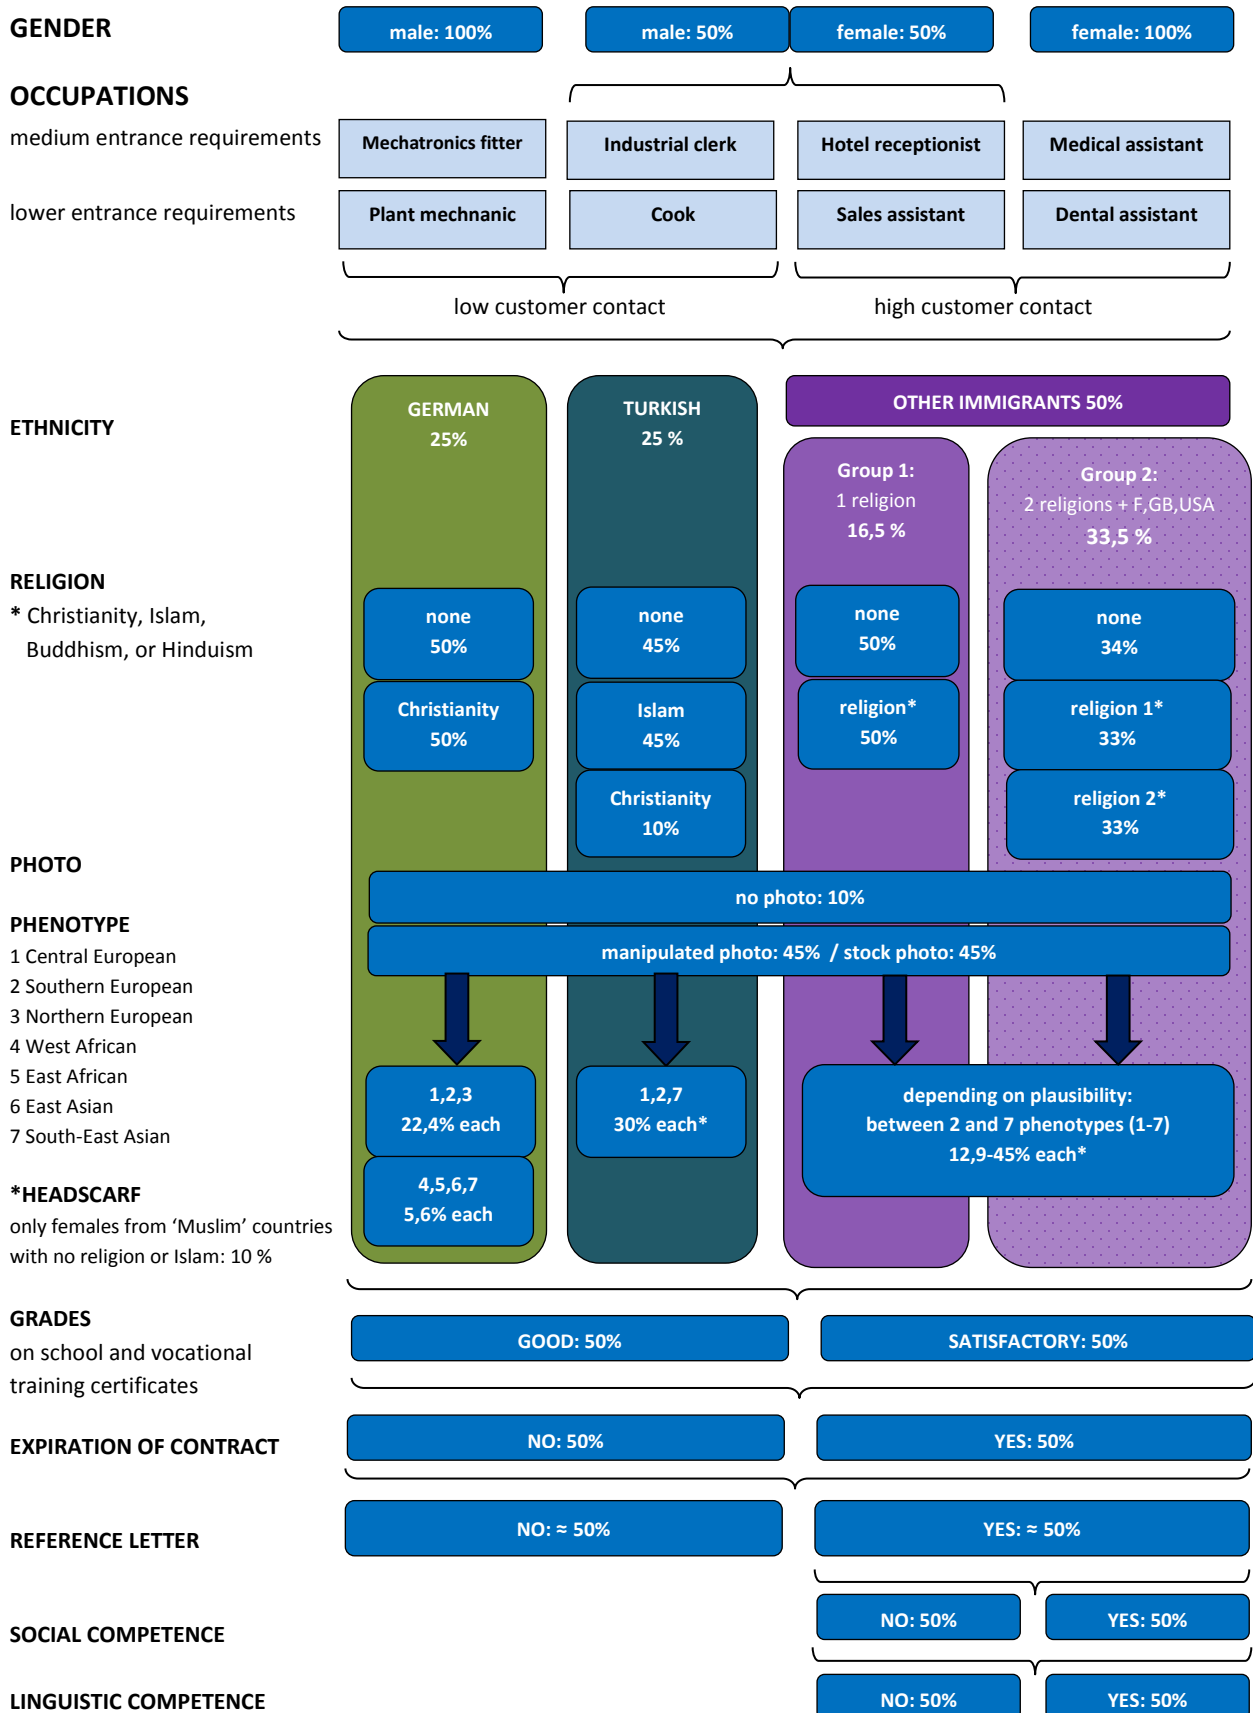 GENDER
male: 100%
male: 50%
female: 50%
female: 100%
OCCUPATIONS
medium entrance requirements
Mechatronics fitter
Industrial clerk
Hotel receptionist
Medical assistant
lower entrance requirements
Plant mechnanic
Cook
Sales assistant
Dental assistant
low customer contact
high customer contact
ETHNICITY
GERMAN
25%
TURKISH
25 %
OTHER IMMIGRANTS 50%
Group 1:
1 religion
16,5 %
Group 2:
2 religions + F,GB,USA
33,5 %
RELIGION
* Christianity, Islam,
Buddhism, or Hinduism
none
50%
Christianity
50%
none
45%
Islam
45%
Christianity
10%
none
50%
religion*
50%
none
34%
religion 1*
33%
religion 2*
33%
PHOTO
no photo: 10%
manipulated photo: 45% / stock photo: 45%
PHENOTYPE
1 Central European
2 Southern European
3 Northern European
4 West African
5 East African
6 East Asian
7 South-East Asian
1,2,3
22,4% each
4,5,6,7
5,6% each
1,2,7
30% each*
depending on plausibility:
between 2 and 7 phenotypes (1-7)
12,9-45% each*
*HEADSCARF
only females from ‘Muslim’ countries
with no religion or Islam: 10 %
GRADES
on school and vocational
training certificates
GOOD: 50%
SATISFACTORY: 50%
EXPIRATION OF CONTRACT
NO: 50%
YES: 50%
REFERENCE LETTER
NO: ≈ 50%
YES: ≈ 50%
SOCIAL COMPETENCE
NO: 50%
YES: 50%
LINGUISTIC COMPETENCE
NO: 50%
YES: 50%